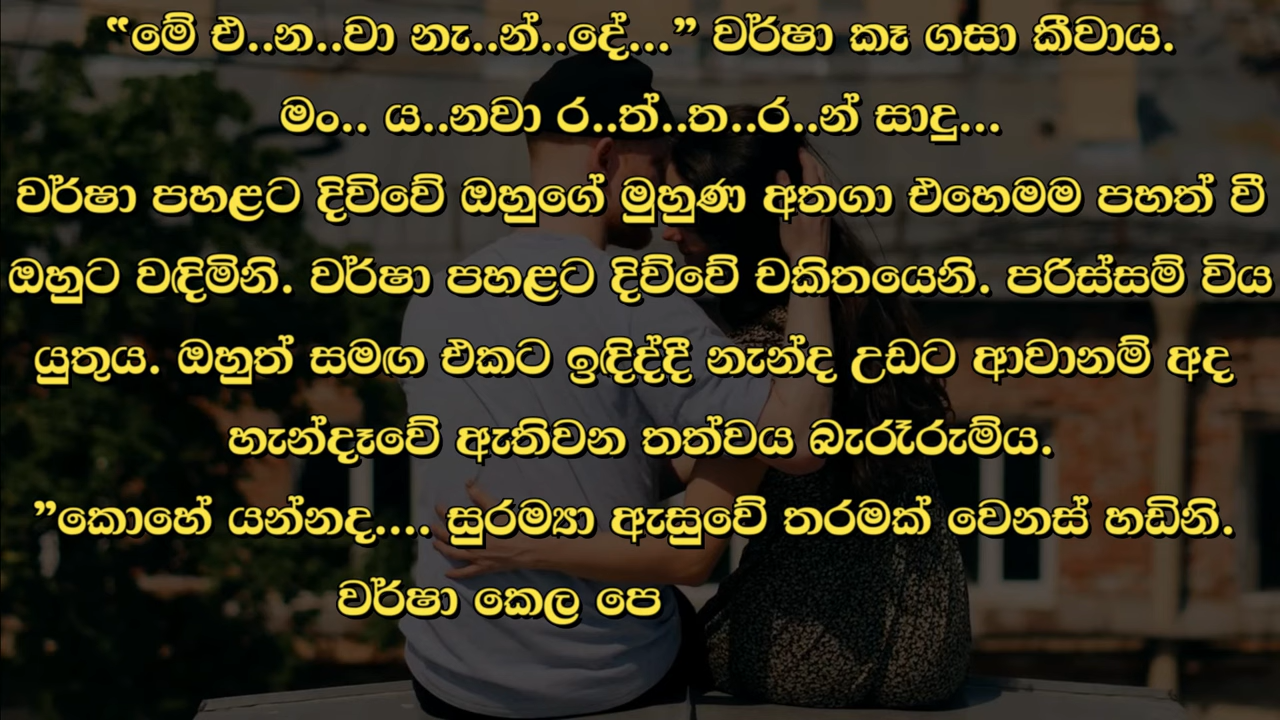 “මේ එ..න..වා නැ..න්..දේ...” වර්ෂා කෑ ගසා කීවාය.
මං.. ය..නවා ර..ත්..ත..ර..න් සාදු...
වර්ෂා පහළට දිව්වේ ඔහුගේ මුහුණ අතගා එහෙමම පහත් වී
ඔහුට වඳිමිනි. වර්ෂා පහළට දිව්වේ චකිතයෙනි. පරිස්සම් විය
යුතුය. ඔහුත් සමඟ එකට ඉඳිද්දී නැන්ද උඩට ආවානම් අද
හැන්දෑවේ ඇතිවන තත්වය බැරෑරුම්ය.
”කොහේ යන්නද.... සුරම්‍යා ඇසුවේ තරමක් වෙනස් හඩිනි.
වර්ෂා කෙල පෙ